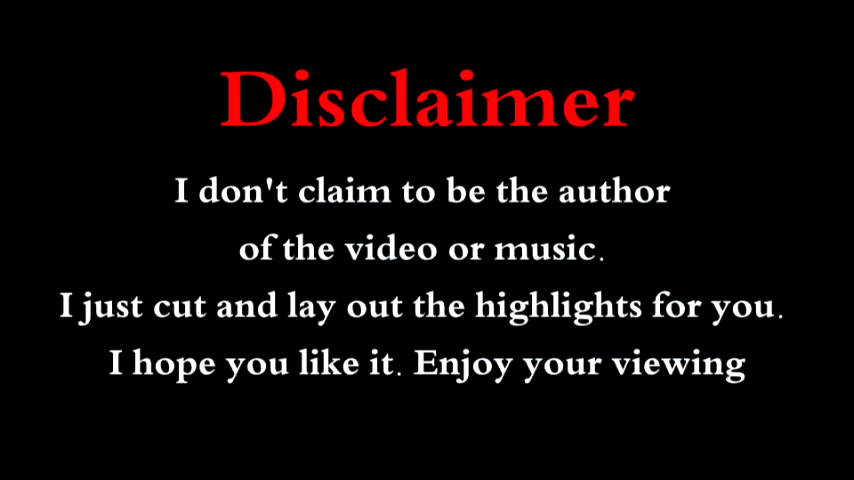 Disclaimer
I don't claim to be the author
of the video or music.
I just cut and lay out the highlights for you.
I hope you like it. Enjoy your viewing